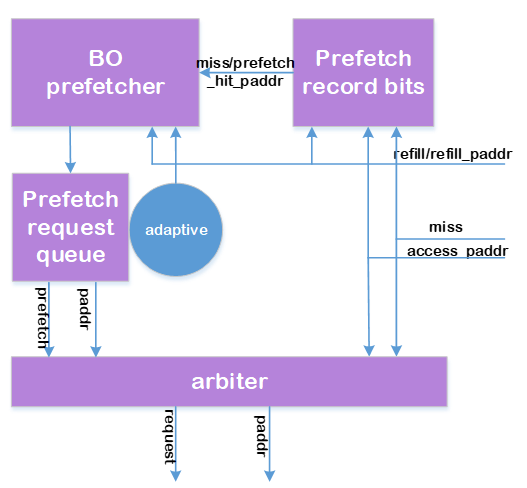 BO
prefetcher
miss/prefetch
_hit_paddr
Prefetch
record bits
refill/refill_paddr
Prefetch
request
queue
adaptive
miss
access_paddr
prefetch
paddr
arbiter
request
paddr